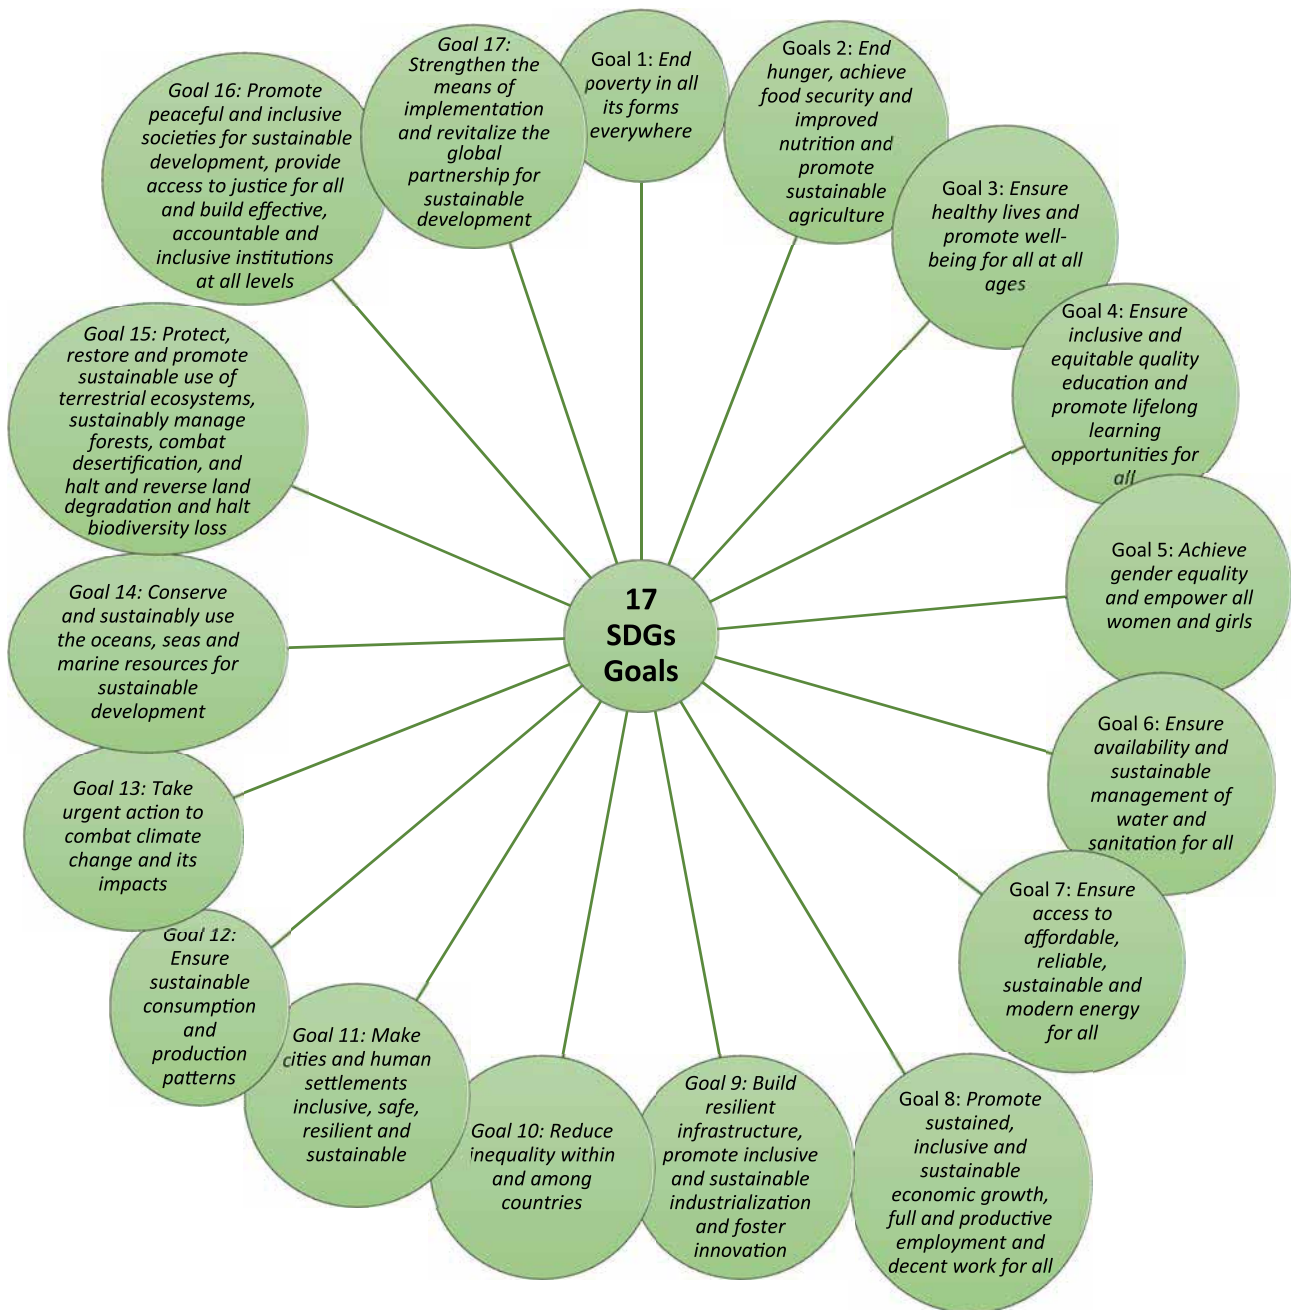 17
SDGs
Goals
Goal 1: End
poverty in all
its forms
everywhere
Goals 2: End
hunger, achieve
food security and
improved
nutrition and
promote
sustainable
agriculture
Goal 3: Ensure
healthy lives and
promote well-
being for all at all
ages
Goal 4: Ensure
inclusive and
equitable quality
education and
promote lifelong
learning
opportunities for
all
Goal 5: Achieve
gender equality
and empower all
women and girls
Goal 6: Ensure
availability and
sustainable
management of
water and
sanitation for all
Goal 7: Ensure
access to
affordable,
reliable,
sustainable and
modern energy
for all
Goal 8: Promote
sustained,
inclusive and
sustainable
economic growth,
full and productive
employment and
decent work for all
Goal 9: Build
resilient
infrastructure,
promote inclusive
and sustainable
industrialization
and foster
innovation
Goal 10: Reduce
inequality within
and among
countries
Goal 11: Make
cities and human
settlements
inclusive, safe,
resilient and
sustainable
Goal 12:
Ensure
sustainable
consumption
and
production
patterns
Goal 13: Take
urgent action to
combat climate
change and its
impacts
Goal 14: Conserve
and sustainably use
the oceans, seas and
marine resources for
sustainable
development
Goal 15: Protect,
restore and promote
sustainable use of
terrestrial ecosystems,
sustainably manage
forests, combat
desertification, and
halt and reverse land
degradation and halt
biodiversity loss
Goal 16: Promote
peaceful and inclusive
societies for sustainable
development, provide
access to justice for all
and build effective,
accountable and
inclusive institutions
at all levels
Goal 17:
Strengthen the
means of
implementation
and revitalize the
global
partnership for
sustainable
development